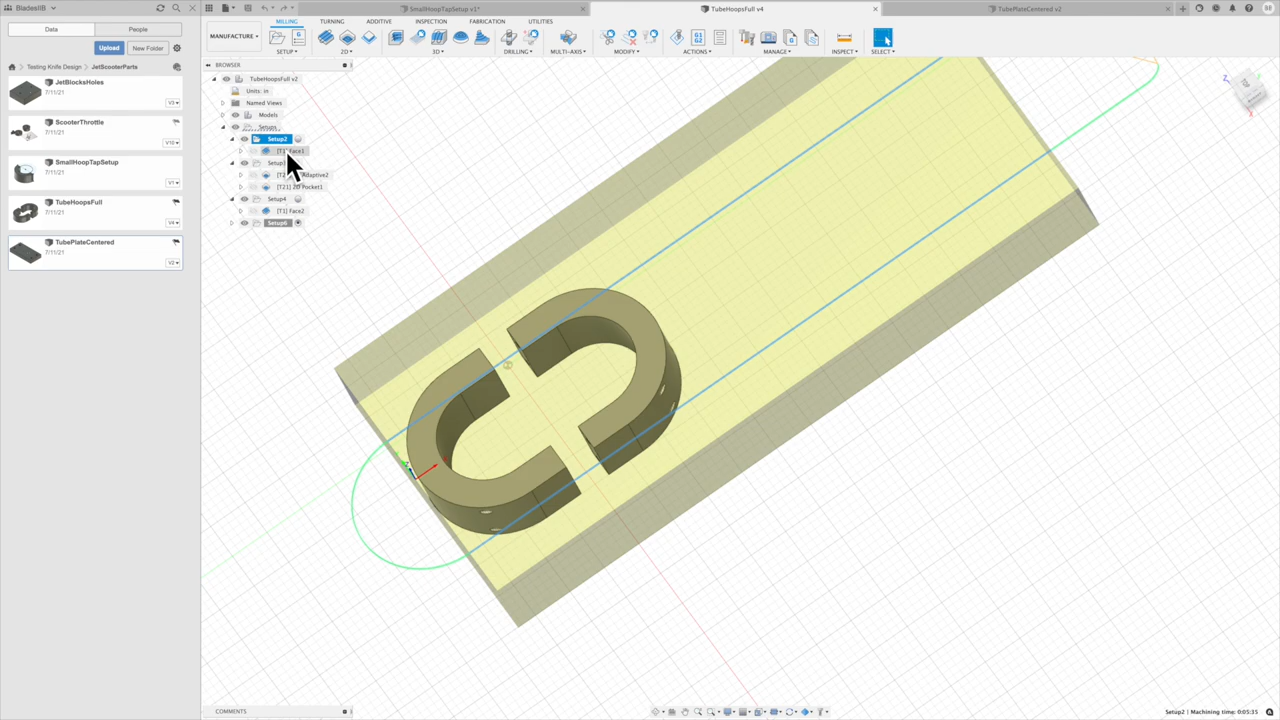 BladesIIB
Data
People
Upload
New Folder
Testing Knife Design
JetScooterParts
JetBlocksHoles
7/11/21
V3
ScooterThrottle
7/11/21
V10
SmallHoopTapSetup
7/11/21
V1
TubeHoopsFull
7/11/21
V4
TubePlateCentered
7/11/21
V2
SmallHoopTapSetup v1*
TubeHoopsFull v4
TubePlateCentered v2
MANUFACTURE
MILLING
TURNING
ADDITIVE
INSPECTION
FABRICATION
UTILITIES
SETUP
2D
3D
DRILLING
MULTI-AXIS
MODIFY
ACTIONS
MANAGE
INSPECT
SELECT
BROWSER
TubeHoopsFull v2
Units: in
Named Views
Models
Setups
Setup2
[T1] Face1
Setup
Adaptive2
[T21] 2D Pocket1
Setup4
[T1] Face2
Setup6
COMMENTS
Setup2 | Machining time: 0:05:15